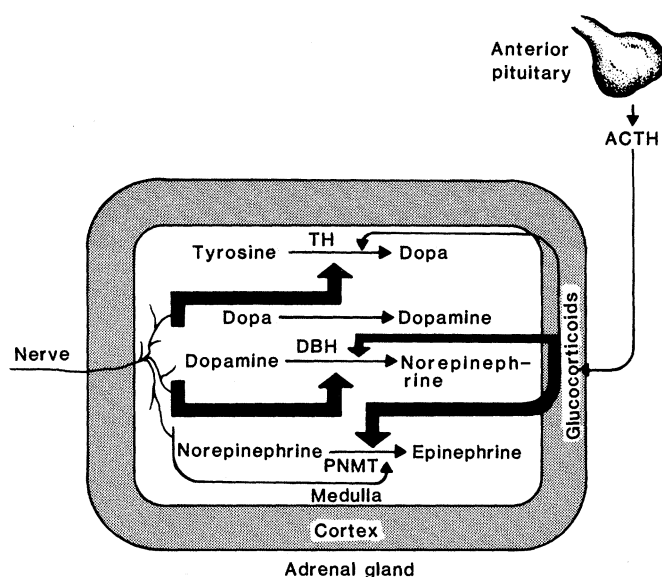 Anterior
pituitary
ACTH
TH
Tyrosine Dopa
Dopa Dopamine
Nerve
DBH
Dopamine Norepineph-
rine
Glucocorticoids
Norepinephrine Epinephrine
PNMT
Medulla
Cortex
Adrenal gland